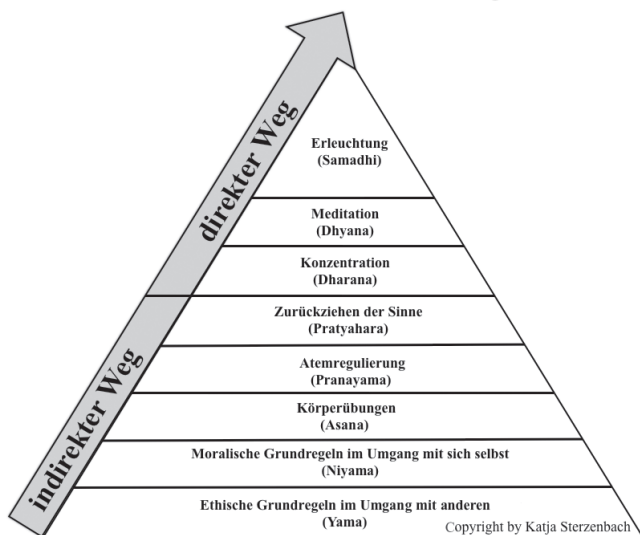 direkter Weg
indirekter Weg
Erleuchtung
(Samadhi)
Meditation
(Dhyana)
Konzentration
(Dharana)
Zurückziehen der Sinne
(Pratyahara)
Atemregulierung
(Pranayama)
Körperübungen
(Asana)
Moralische Grundregeln im Umgang mit sich selbst
(Niyama)
Ethische Grundregeln im Umgang mit anderen
(Yama)
Copyright by Katja Sterzenbach